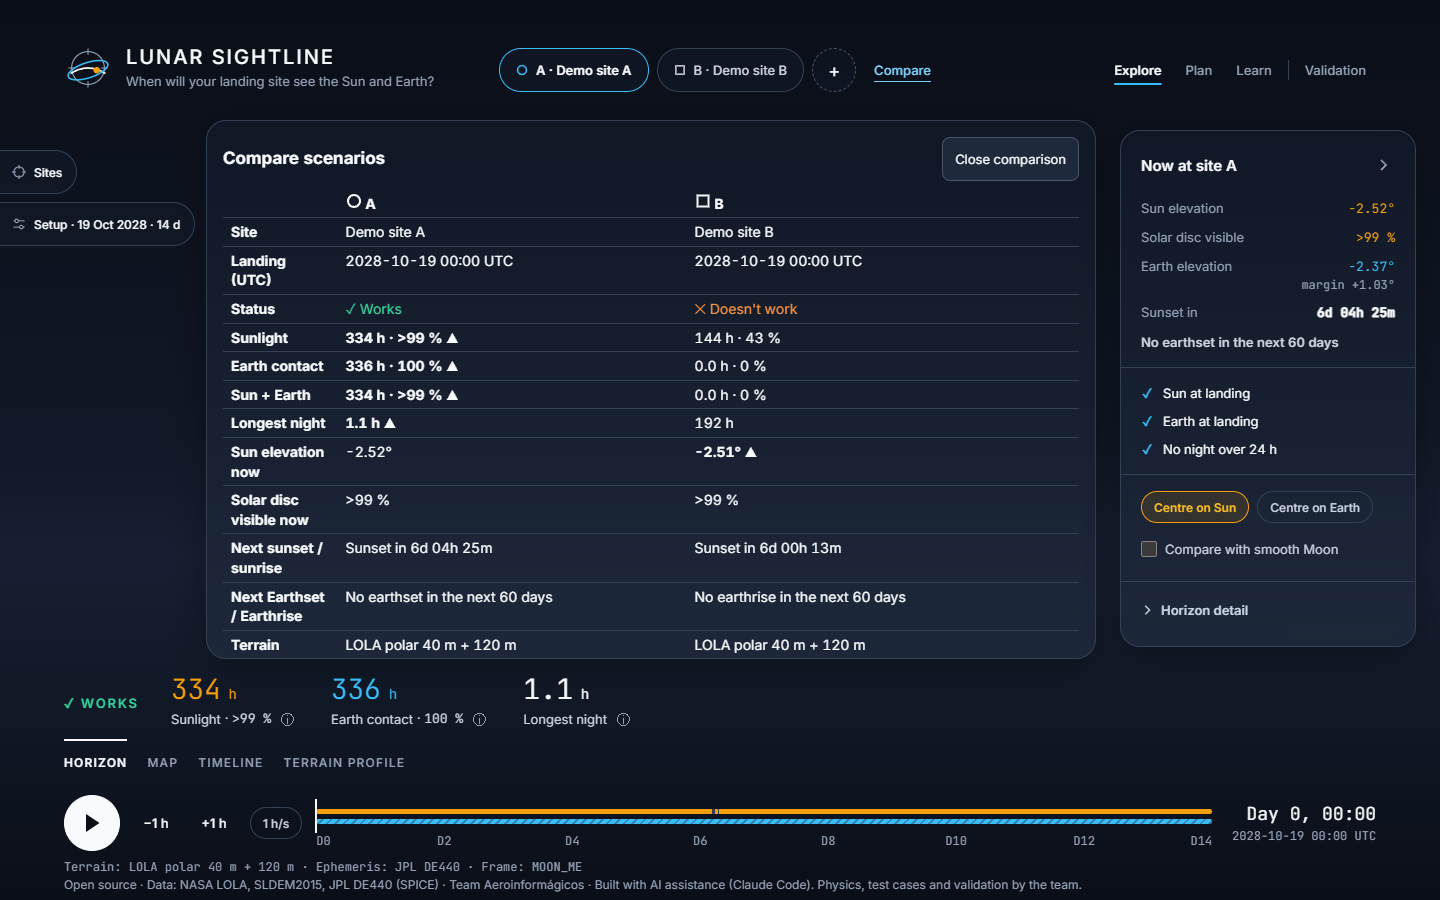 LUNAR SIGHTLINE
When will your landing site see the Sun and Earth?
A · Demo site A
B · Demo site B
+
Compare
Explore
Plan
Learn
Validation
Sites
Setup · 19 Oct 2028 · 14 d
Compare scenarios
Close comparison
A
B
Site
Demo site A
Demo site B
Landing
(UTC)
2028-10-19 00:00 UTC
2028-10-19 00:00 UTC
Status
✓ Works
✕ Doesn't work
Sunlight
334 h · >99 % ▲
144 h · 43 %
Earth contact
336 h · 100 % ▲
0.0 h · 0 %
Sun + Earth
334 h · >99 % ▲
0.0 h · 0 %
Longest night
1.1 h ▲
192 h
Sun elevation
now
-2.52°
-2.51° ▲
Solar disc
visible now
>99 %
>99 %
Next sunset /
sunrise
Sunset in 6d 04h 25m
Sunset in 6d 00h 13m
Next Earthset
/ Earthrise
No earthset in the next 60 days
No earthrise in the next 60 days
Terrain
LOLA polar 40 m + 120 m
LOLA polar 40 m + 120 m
Now at site A
Sun elevation
-2.52°
Solar disc visible
>99 %
Earth elevation
-2.37°
margin +1.03°
Sunset in
6d 04h 25m
No earthset in the next 60 days
✓ Sun at landing
✓ Earth at landing
✓ No night over 24 h
Centre on Sun
Centre on Earth
Compare with smooth Moon
Horizon detail
✓ WORKS
334 h
Sunlight · >99 %
336 h
Earth contact · 100 %
1.1 h
Longest night
HORIZON
MAP
TIMELINE
TERRAIN PROFILE
−1 h
+1 h
1 h/s
D0
D2
D4
D6
D8
D10
D12
D14
Day 0, 00:00
2028-10-19 00:00 UTC
Terrain: LOLA polar 40 m + 120 m · Ephemeris: JPL DE440 · Frame: MOON_ME
Open source · Data: NASA LOLA, SLDEM2015, JPL DE440 (SPICE) · Team Aeroinformágicos · Built with AI assistance (Claude Code). Physics, test cases and validation by the team.